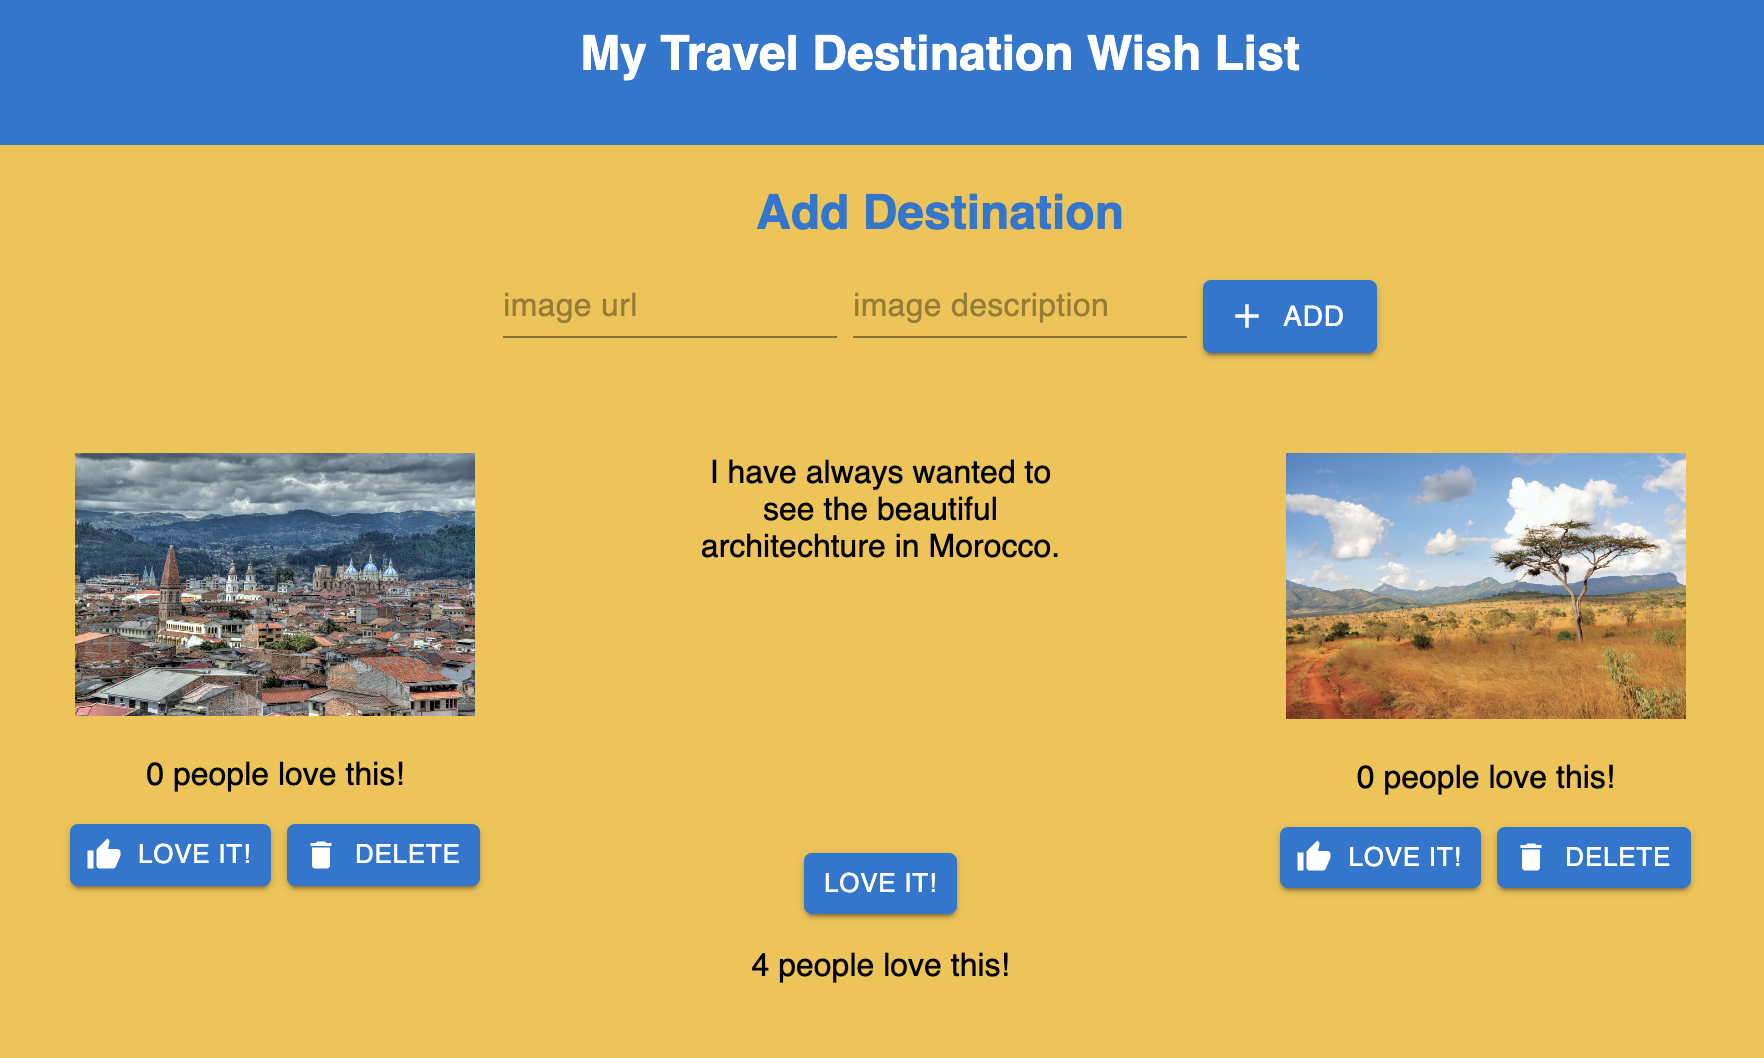 My Travel Destination Wish List
Add Destination
image url
image description
ADD
I have always wanted to
see the beautiful
architechture in Morocco.
0 people love this!
LOVE IT!
DELETE
LOVE IT!
4 people love this!
0 people love this!
LOVE IT!
DELETE